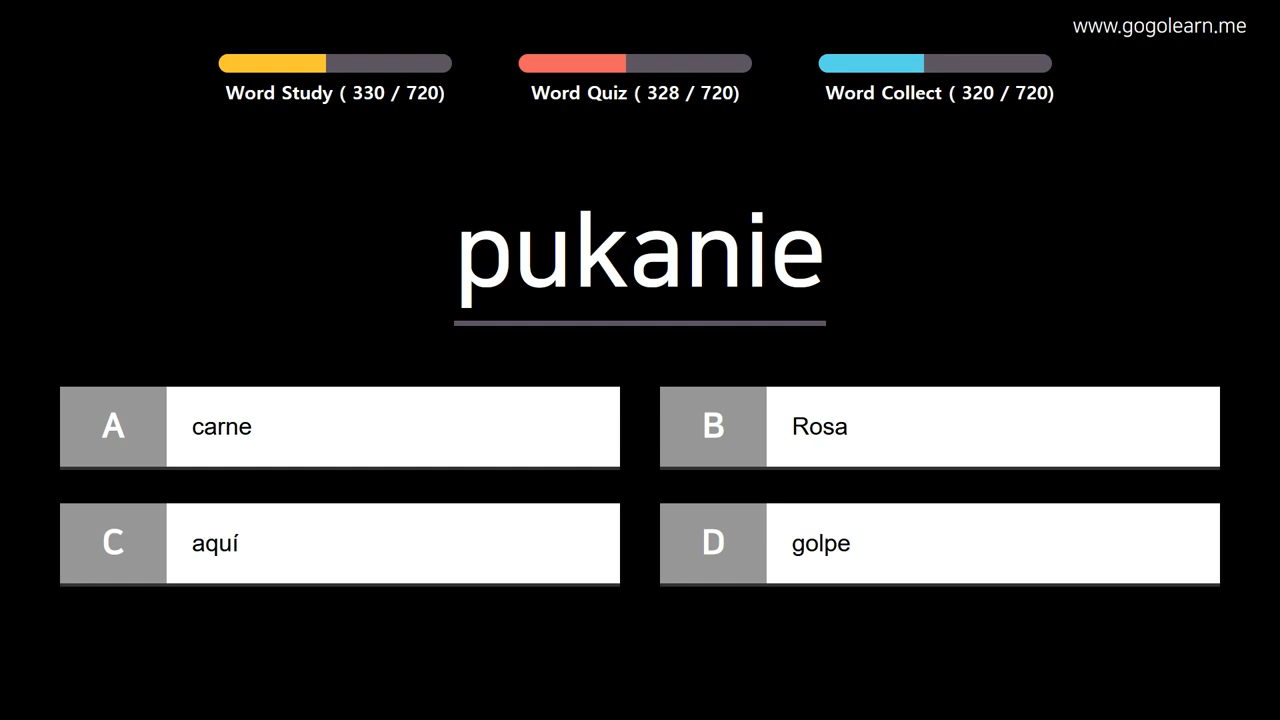 www.gogolearn.me
Word Study ( 330 / 720)
Word Quiz ( 328 / 720)
Word Collect ( 320 / 720)
pukanie
A carne
B Rosa
C aquí
D golpe